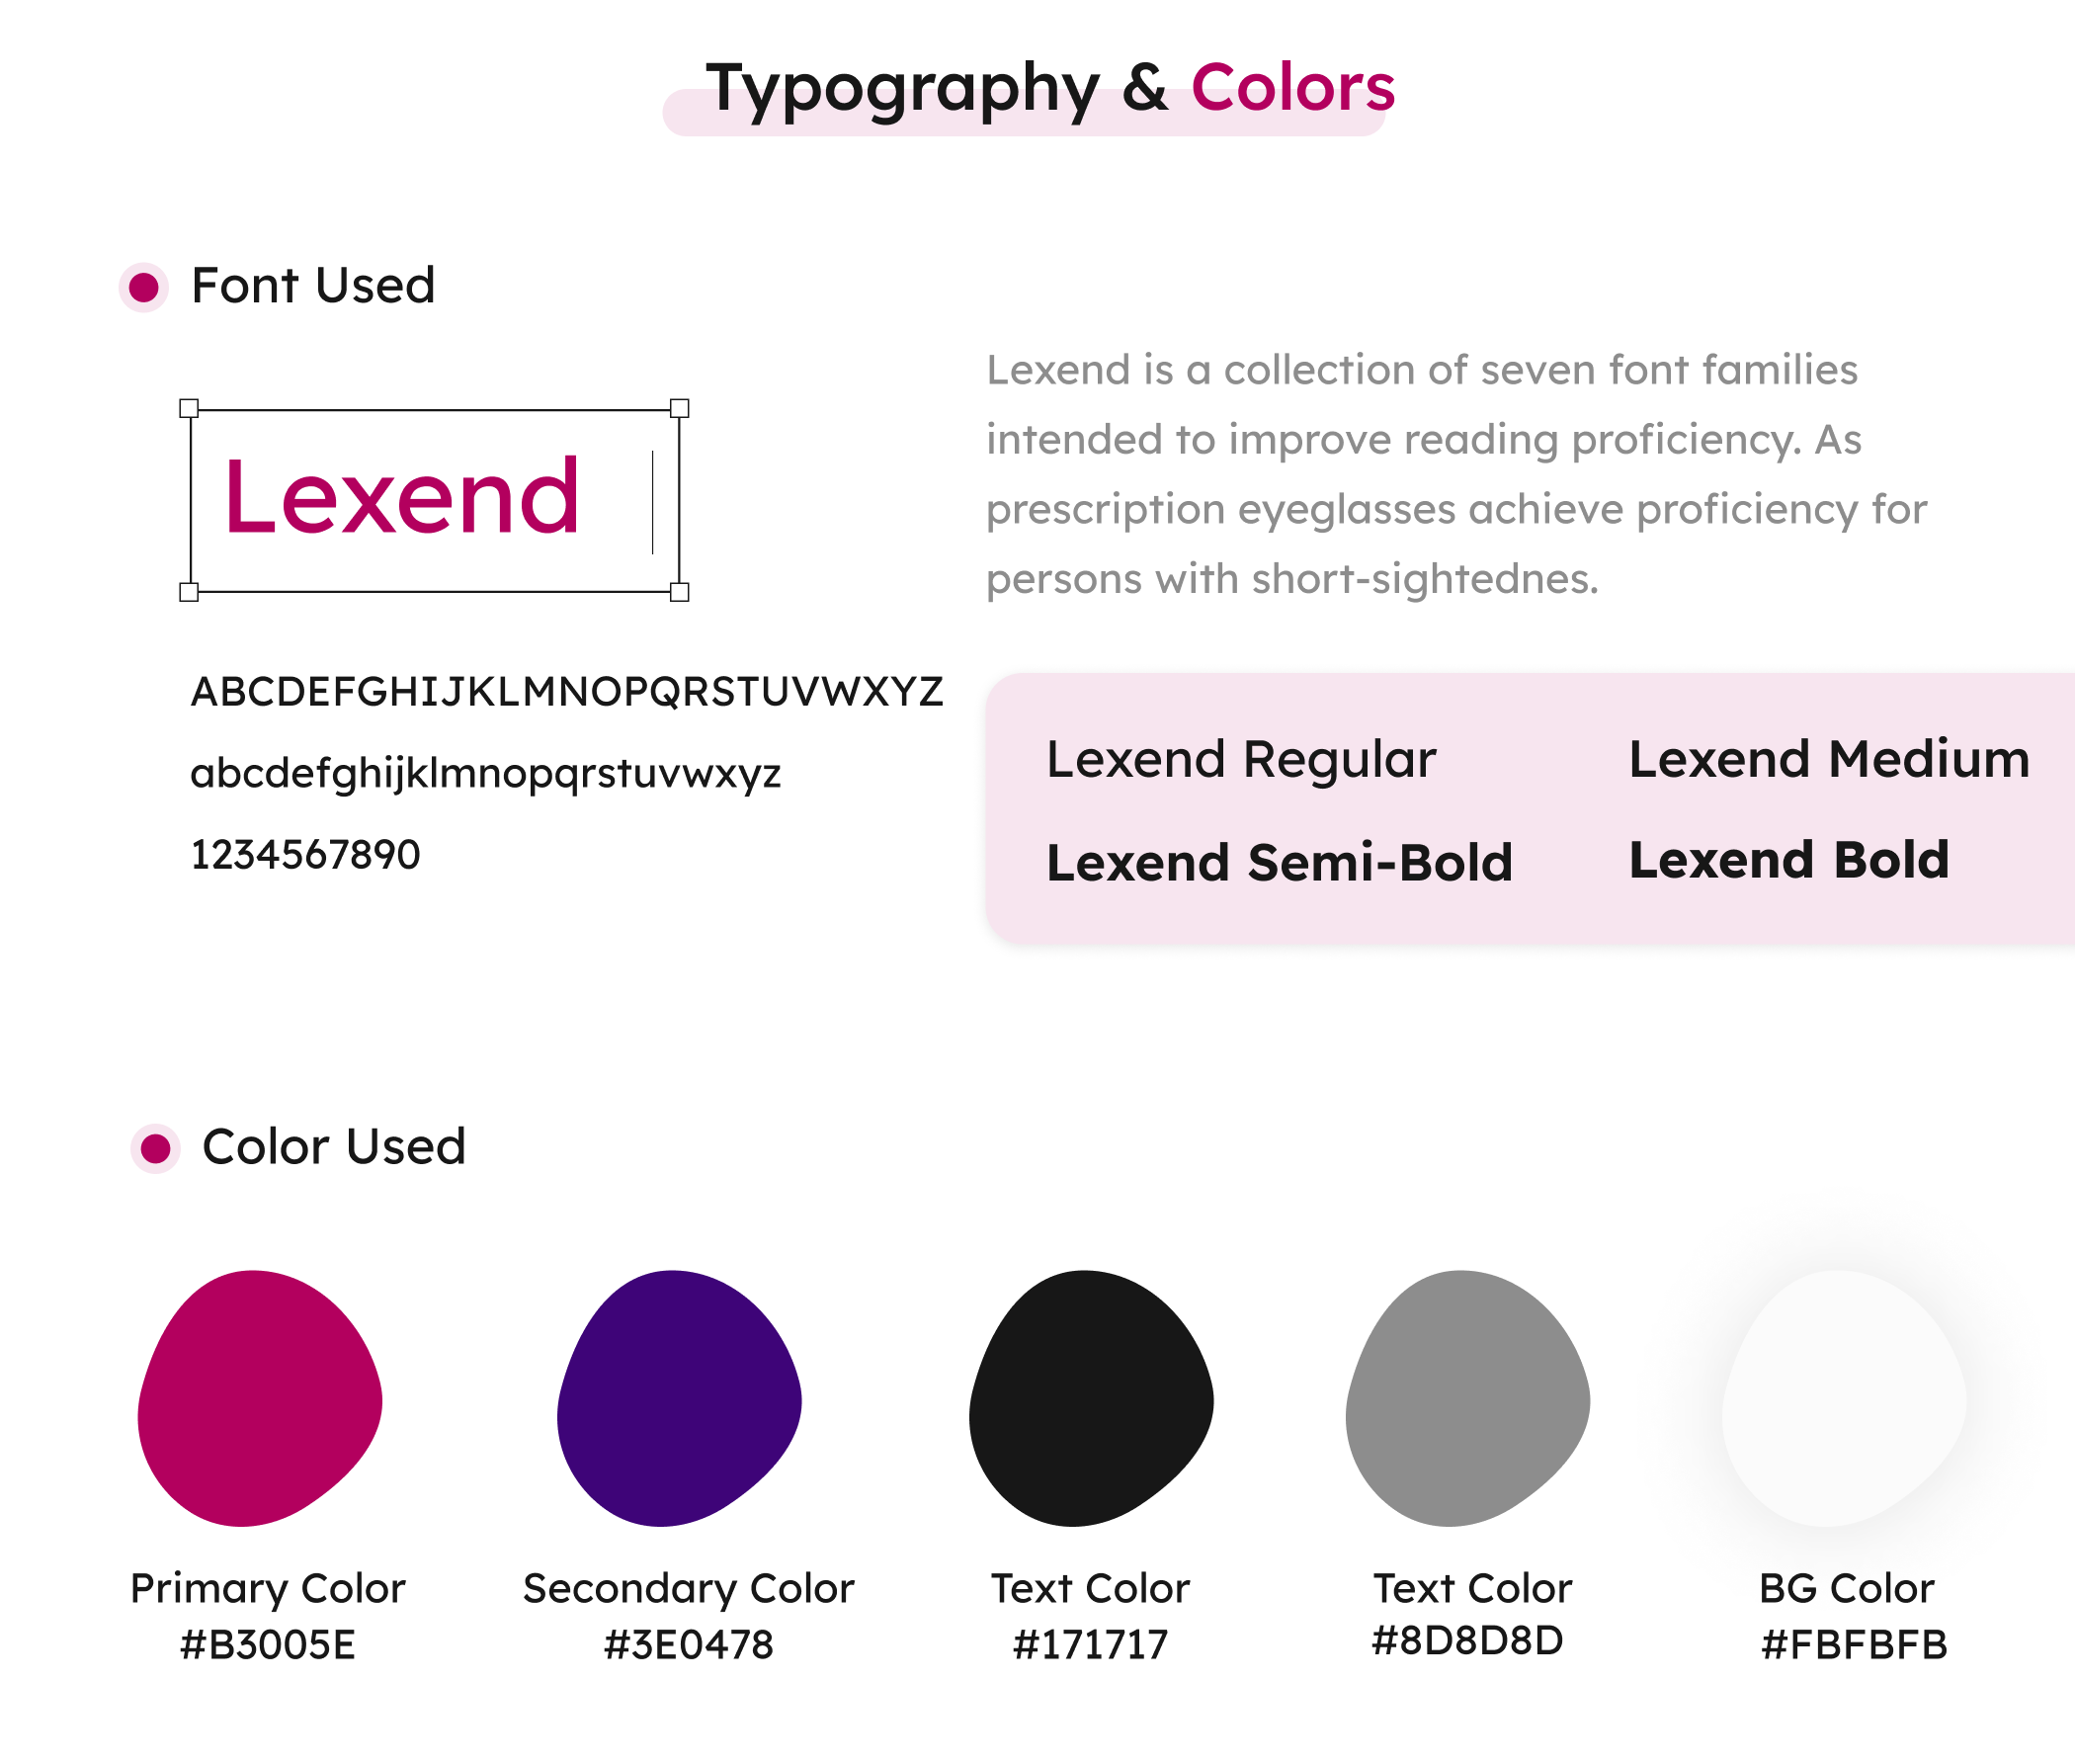 Typography & Colors
Font Used
Lexend
Lexend is a collection of seven font families
intended to improve reading proficiency. As
prescription eyeglasses achieve proficiency for
persons with short-sightednes.
ABCDEFGHIJKLMNOPQRSTUVWXYZ
abcdefghijklmnopqrstuvwxyz
1234567890
Lexend Regular
Lexend Medium
Lexend Semi-Bold
Lexend Bold
Color Used
Primary Color
#B3005E
Secondary Color
#3E0478
Text Color
#171717
Text Color
#8D8D8D
BG Color
#FBFBFB